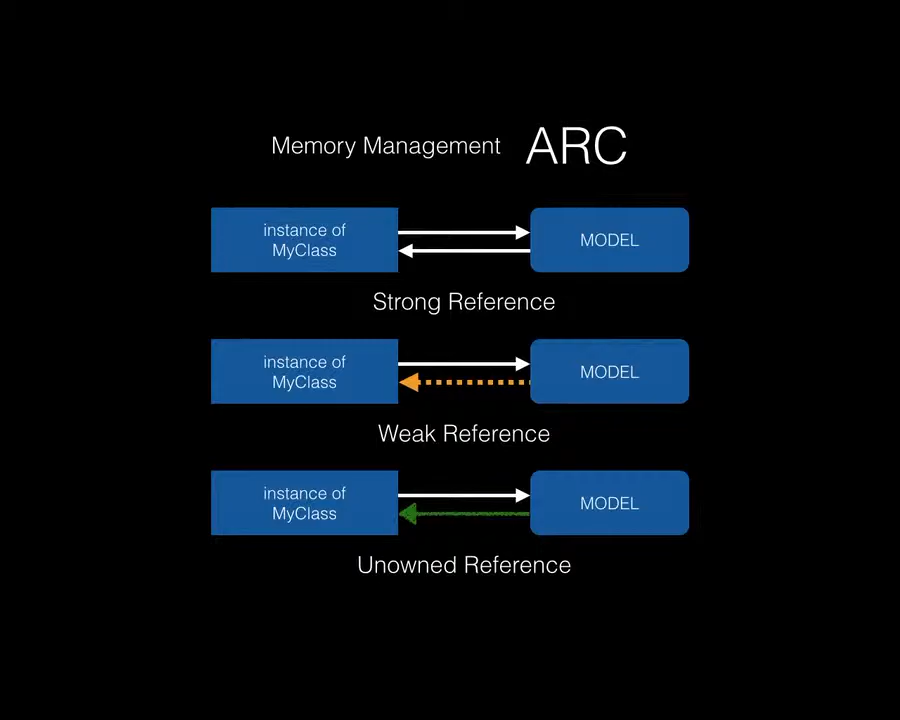 Memory Management ARC
instance of
MyClass
MODEL
Strong Reference
instance of
MyClass
MODEL
Weak Reference
instance of
MyClass
MODEL
Unowned Reference